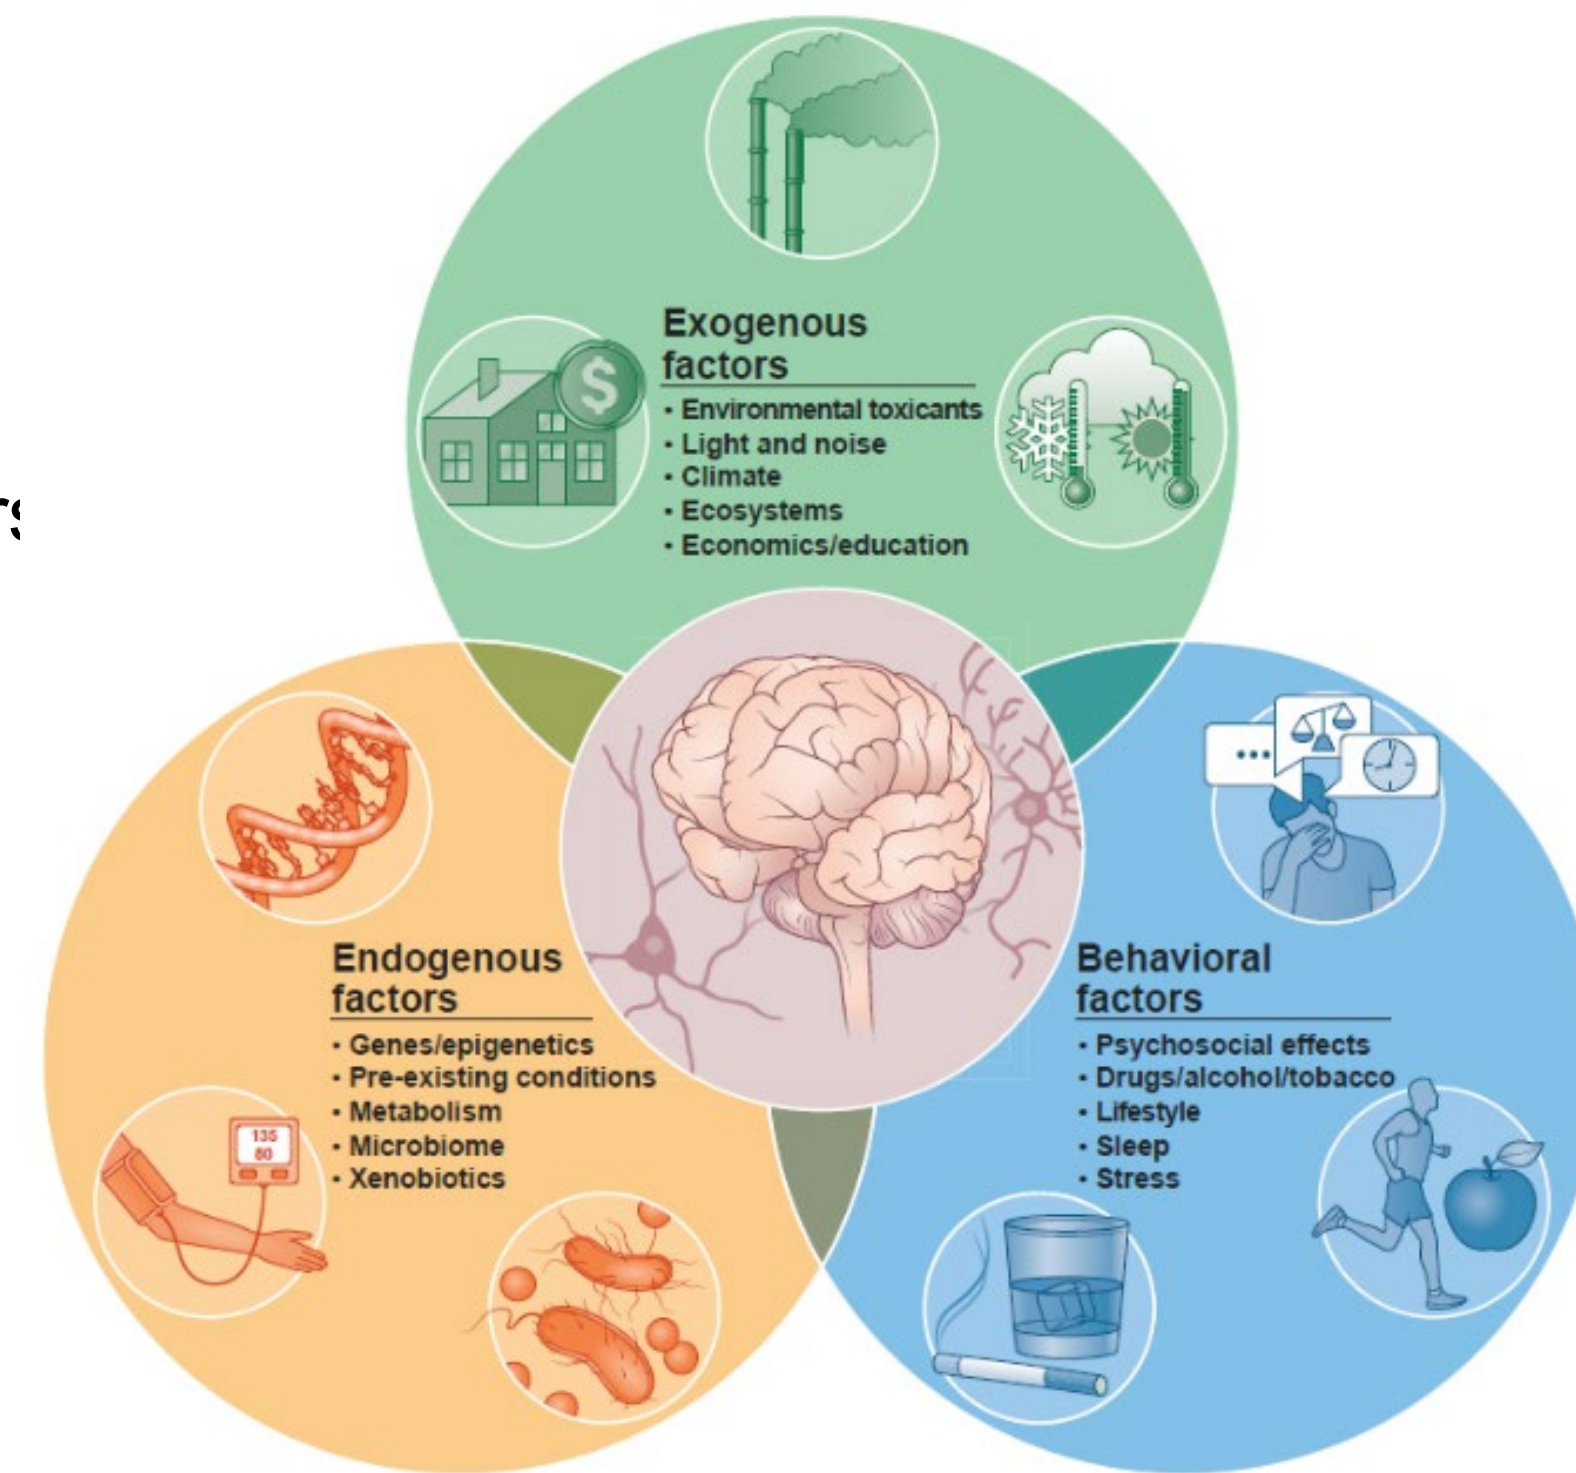 $
Exogenous
factors
• Environmental toxicants
• Light and noise
• Climate
• Ecosystems
• Economics/education
Endogenous
factors
• Genes/epigenetics
• Pre-existing conditions
• Metabolism
• Microbiome
• Xenobiotics
135
80
Behavioral
factors
• Psychosocial effects
• Drugs/alcohol/tobacco
• Lifestyle
• Sleep
• Stress